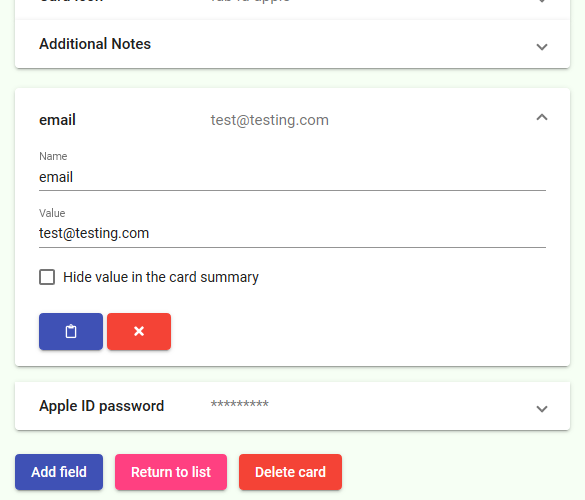 Additional Notes
email test@testing.com
Name
email
Value
test@testing.com
Hide value in the card summary
Apple ID password *********
Add field Return to list Delete card